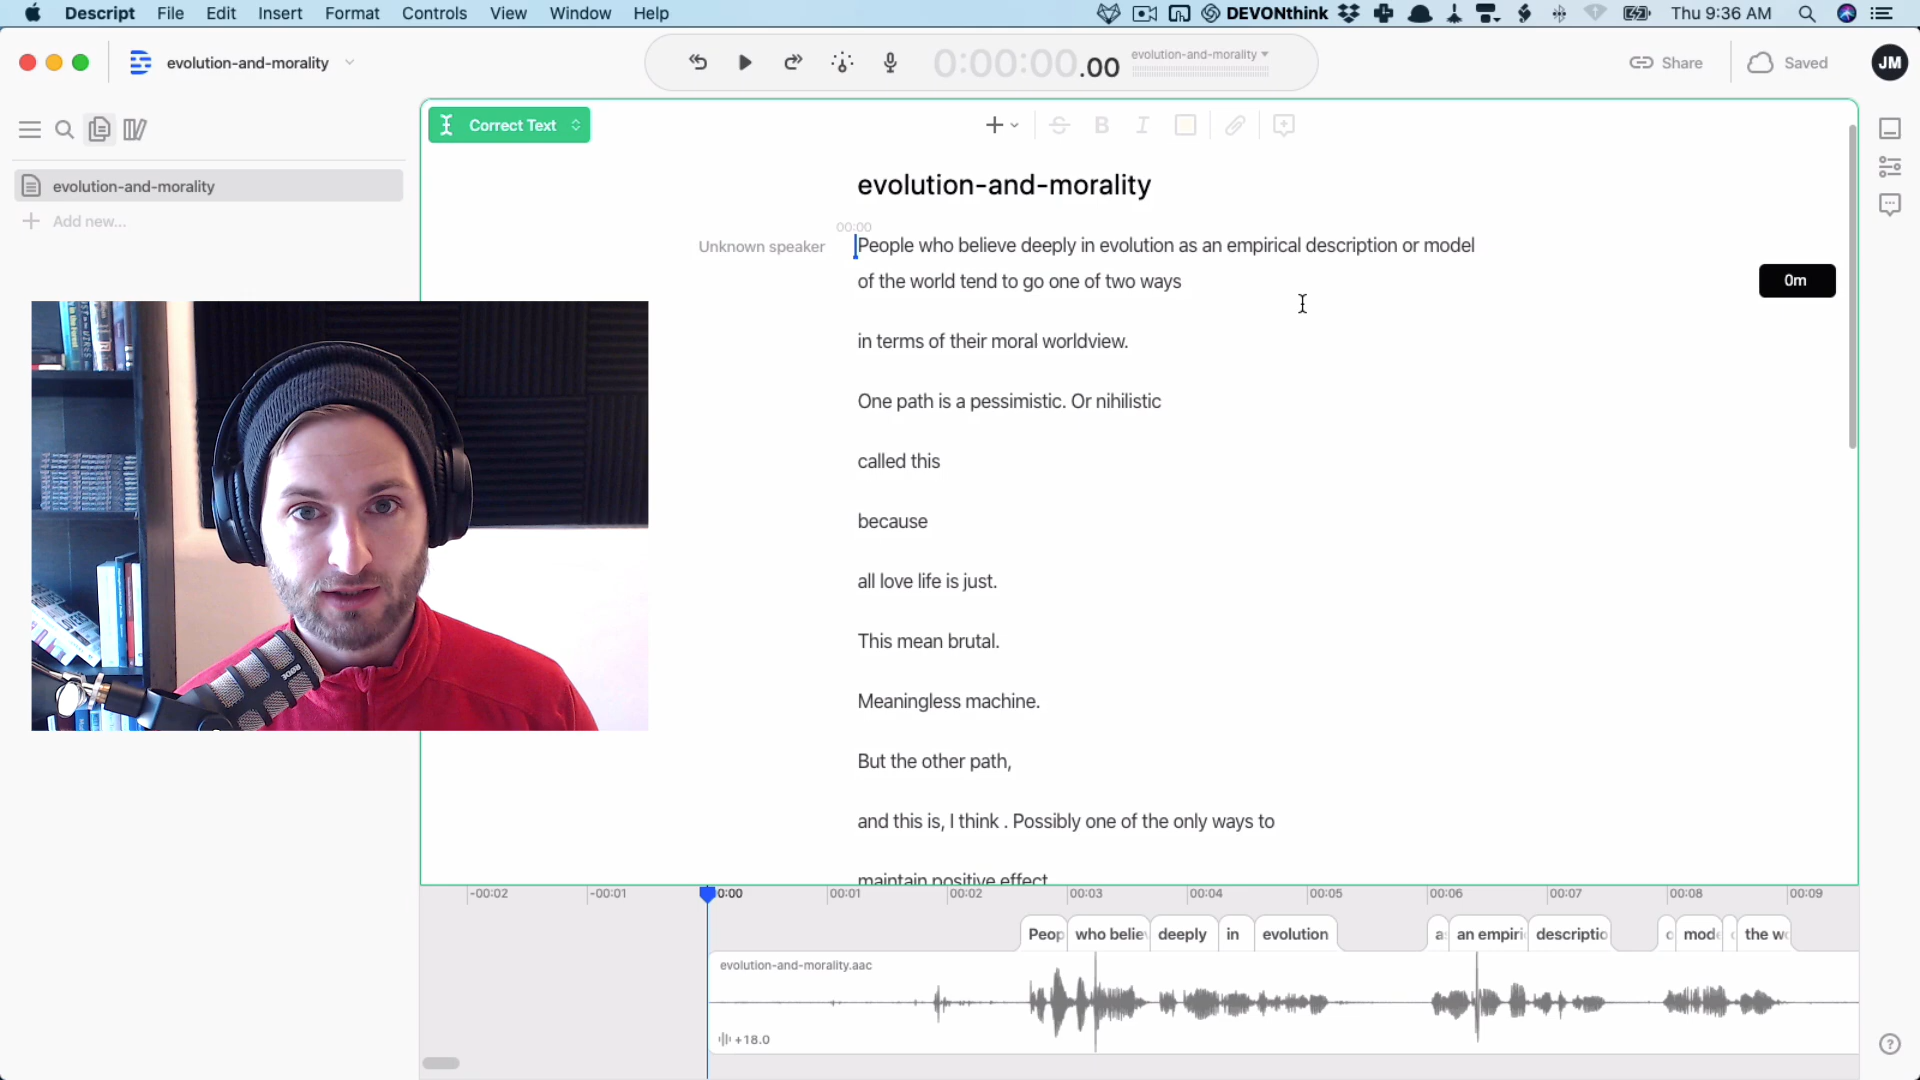 Descript File Edit Insert Format Controls View Window Help DEVONthink Thu 9:36 AM
evolution-and-morality
0:00:00.00
evolution-and-morality
Share
Saved
JM
Correct Text
evolution-and-morality
Add new...
evolution-and-morality
00:00
Unknown speaker
People who believe deeply in evolution as an empirical description or model
of the world tend to go one of two ways
0m
in terms of their moral worldview.
One path is a pessimistic. Or nihilistic
called this
because
all love life is just.
This mean brutal.
Meaningless machine.
But the other path,
and this is, I think . Possibly one of the only ways to
maintain positive effect
RODE
-00:02 -00:01 0:00 00:01 00:02 00:03 00:04 00:05 00:06 00:07 00:08 00:09
Peop who believ deeply in evolution a an empiri descriptio mod the w
evolution-and-morality.aac
+18.0